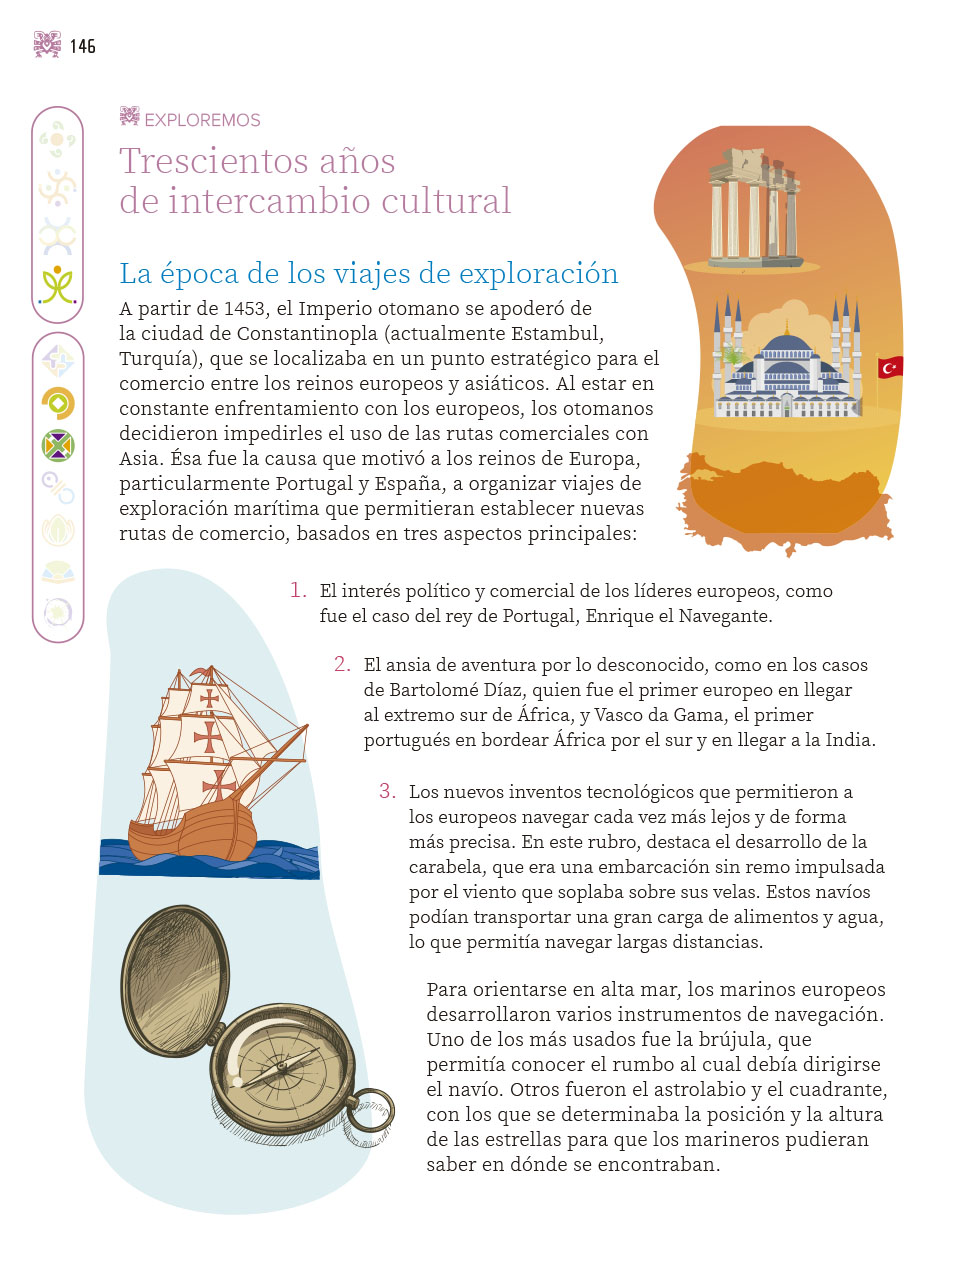 146
EXPLOREMOS
Trescientos años
de intercambio cultural
La época de los viajes de exploración
A partir de 1453, el Imperio otomano se apoderó de
la ciudad de Constantinopla (actualmente Estambul,
Turquía), que se localizaba en un punto estratégico para el
comercio entre los reinos europeos y asiáticos. Al estar en
constante enfrentamiento con los europeos, los otomanos
decidieron impedirles el uso de las rutas comerciales con
Asia. Ésa fue la causa que motivó a los reinos de Europa,
particularmente Portugal y España, a organizar viajes de
exploración marítima que permitieran establecer nuevas
rutas de comercio, basados en tres aspectos principales:
1. El interés político y comercial de los líderes europeos, como
fue el caso del rey de Portugal, Enrique el Navegante.
2. El ansia de aventura por lo desconocido, como en los casos
de Bartolomé Díaz, quien fue el primer europeo en llegar
al extremo sur de África, y Vasco da Gama, el primer
portugués en bordear África por el sur y en llegar a la India.
3. Los nuevos inventos tecnológicos que permitieron a
los europeos navegar cada vez más lejos y de forma
más precisa. En este rubro, destaca el desarrollo de la
carabela, que era una embarcación sin remo impulsada
por el viento que soplaba sobre sus velas. Estos navíos
podían transportar una gran carga de alimentos y agua,
lo que permitía navegar largas distancias.
Para orientarse en alta mar, los marinos europeos
desarrollaron varios instrumentos de navegación.
Uno de los más usados fue la brújula, que
permitía conocer el rumbo al cual debía dirigirse
el navío. Otros fueron el astrolabio y el cuadrante,
con los que se determinaba la posición y la altura
de las estrellas para que los marineros pudieran
saber en dónde se encontraban.